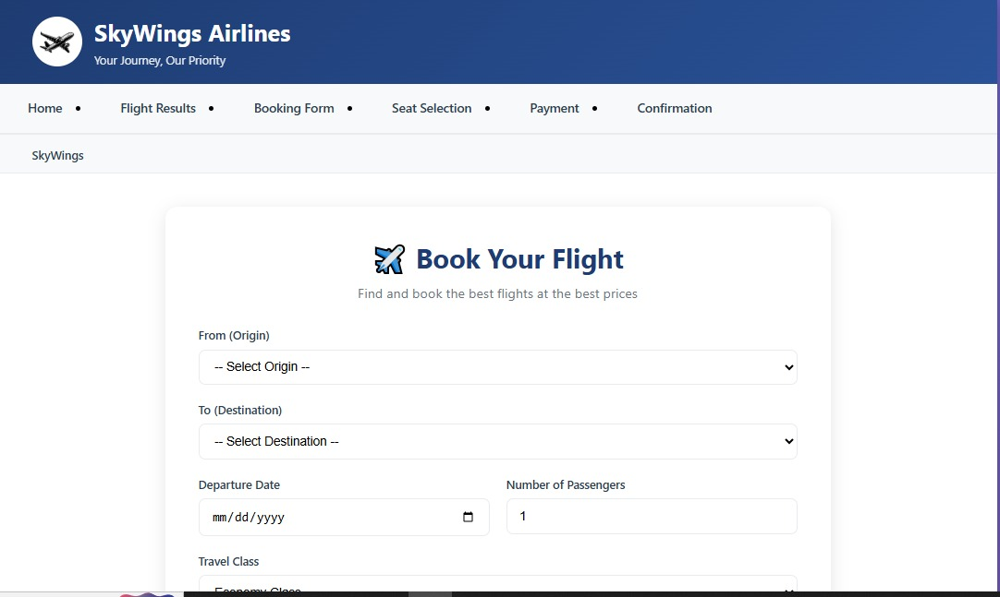 SkyWings Airlines
Your Journey, Our Priority
Home • Flight Results • Booking Form • Seat Selection • Payment • Confirmation
SkyWings
Book Your Flight
Find and book the best flights at the best prices
From (Origin)
-- Select Origin --
To (Destination)
-- Select Destination --
Departure Date Number of Passengers
mm/dd/yyyy 1
Travel Class
Economy Class